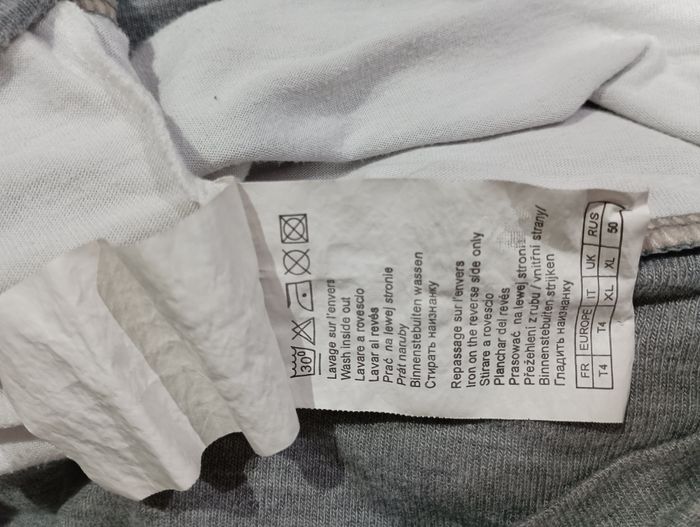 30°
Lavage sur l'envers
Wash inside out
Lavare a rovescio
Lavar al revés
Prać na lewej stronie
Prát naruby
Binnenstebuiten wassen
Стирать наизнанку
Repassage sur l'envers
Iron on the reverse side only
Stirare a rovescio
Planchar del revés
Prasować na lewej stronie
Přežehlení z rubu / vnitřní strany/
Binnenstebuiten strijken
Гладить наизнанку
FR EUROPE IT UK RUS
T4 T4 XL XL 50